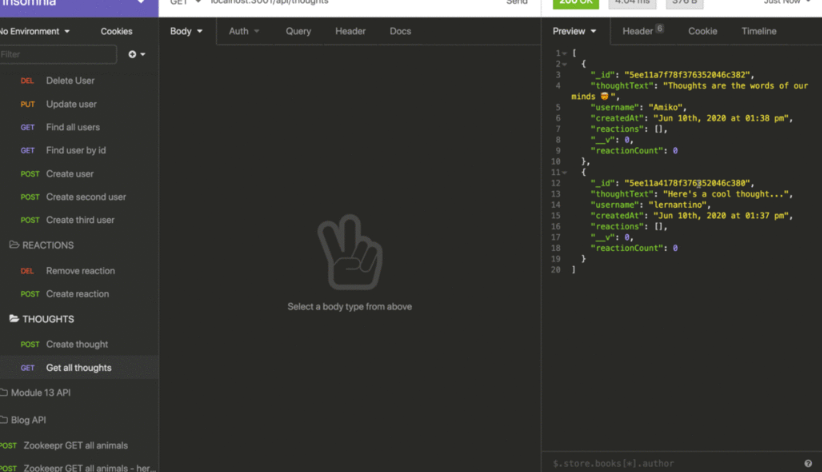 Insomnia
GET localhost:3001/api/thoughts Send
200 OK 4.04 ms 376 B Just Now
No Environment Cookies
Body Auth Query Header Docs
Preview Header 6 Cookie Timeline
Filter
DEL Delete User
PUT Update user
GET Find all users
GET Find user by id
POST Create user
POST Create second user
POST Create third user
REACTIONS
DEL Remove reaction
POST Create reaction
THOUGHTS
POST Create thought
GET Get all thoughts
Module 13 API
Blog API
POST Zookeepr GET all animals
POST Zookeepr GET all animals - her...
Select a body type from above
1 [
2 {
3 "_id": "5ee11a7f78f376352046c382",
4 "thoughtText": "Thoughts are the words of our
minds 🤯",
5 "username": "Amiko",
6 "createdAt": "Jun 10th, 2020 at 01:38 pm",
7 "reactions": [],
8 "__v": 0,
9 "reactionCount": 0
10 },
11 {
12 "_id": "5ee11a4178f376352046c380",
13 "thoughtText": "Here's a cool thought...",
14 "username": "lernantino",
15 "createdAt": "Jun 10th, 2020 at 01:37 pm",
16 "reactions": [],
17 "__v": 0,
18 "reactionCount": 0
19 }
20 ]
$.store.books[*].author